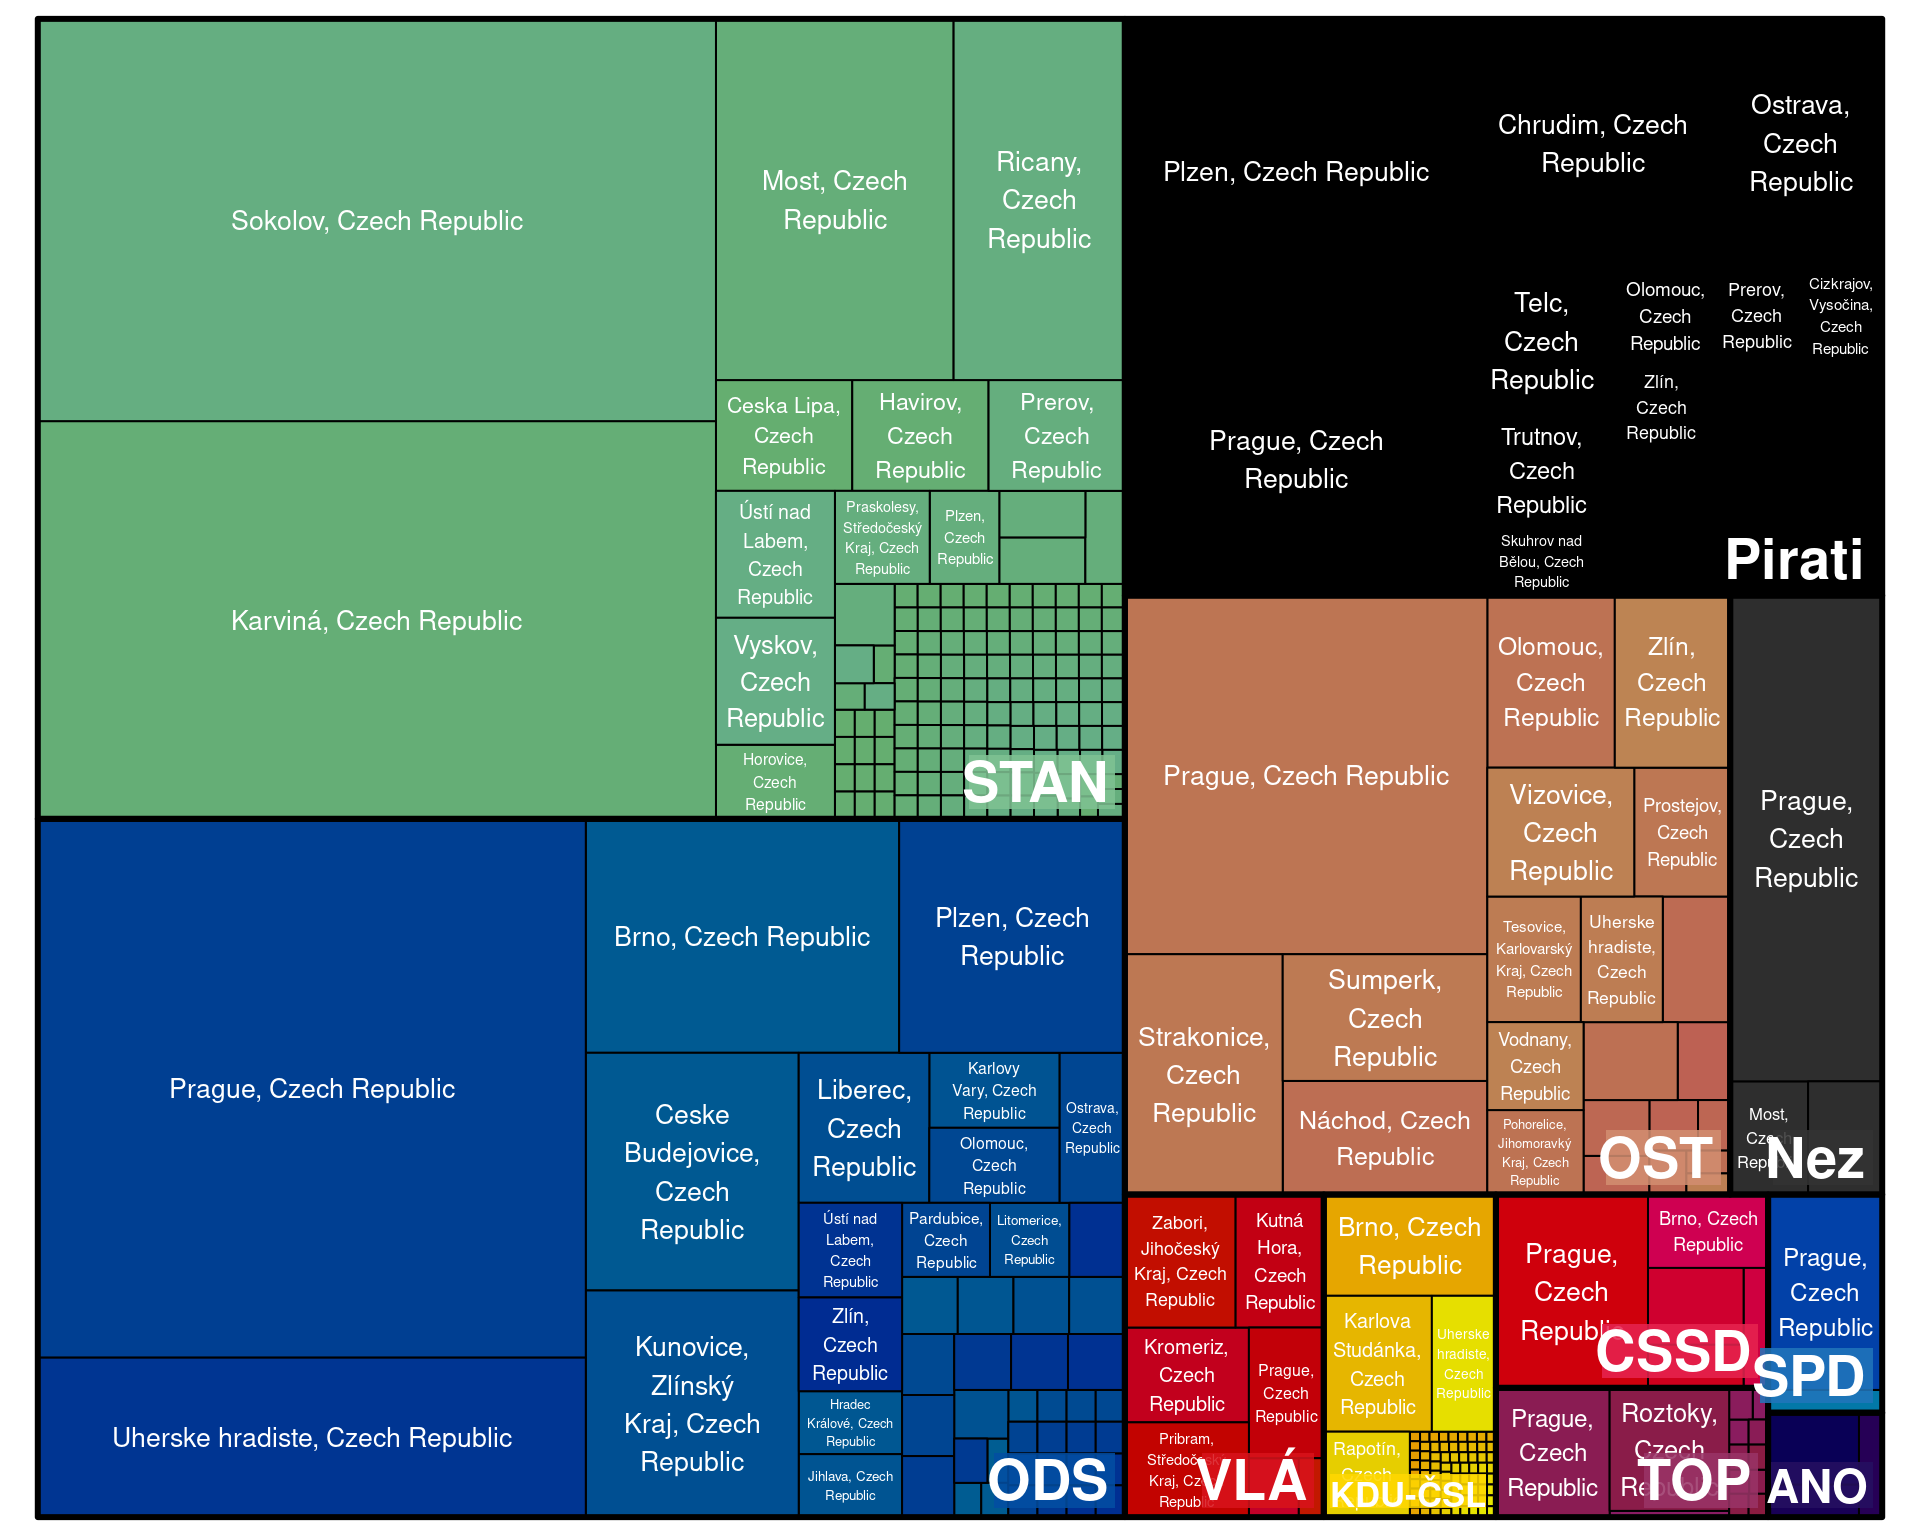 Sokolov, Czech Republic
Karviná, Czech Republic
Most, Czech
Republic
Ricany,
Czech
Republic
Ceska Lipa,
Czech
Republic
Havirov,
Czech
Republic
Prerov,
Czech
Republic
Ústí nad
Labem,
Czech
Republic
Praskolesy,
Středočeský
Kraj, Czech
Republic
Plzen,
Czech
Republic
Vyskov,
Czech
Republic
Horovice,
Czech
Republic
STAN
Prague, Czech Republic
Uherske hradiste, Czech Republic
Brno, Czech Republic
Plzen, Czech
Republic
Ceske
Budejovice,
Czech
Republic
Kunovice,
Zlínský
Kraj, Czech
Republic
Liberec,
Czech
Republic
Karlovy
Vary, Czech
Republic
Olomouc,
Czech
Republic
Ostrava,
Czech
Republic
Ústí nad
Labem,
Czech
Republic
Pardubice,
Czech
Republic
Litomerice,
Czech
Republic
Zlín,
Czech
Republic
Hradec
Králové, Czech
Republic
Jihlava, Czech
Republic
ODS
Plzen, Czech Republic
Prague, Czech
Republic
Chrudim, Czech
Republic
Ostrava,
Czech
Republic
Telc,
Czech
Republic
Olomouc,
Czech
Republic
Prerov,
Czech
Republic
Cizkrajov,
Vysočina,
Czech
Republic
Zlín,
Czech
Republic
Trutnov,
Czech
Republic
Skuhrov nad
Bělou, Czech
Republic
Pirati
Prague, Czech Republic
Strakonice,
Czech
Republic
Sumperk,
Czech
Republic
Náchod, Czech
Republic
Olomouc,
Czech
Republic
Zlín,
Czech
Republic
Vizovice,
Czech
Republic
Prostejov,
Czech
Republic
Tesovice,
Karlovarský
Kraj, Czech
Republic
Uherske
hradiste,
Czech
Republic
Vodnany,
Czech
Republic
Pohorelice,
Jihomoravký
Kraj, Czech
Republic
OST
Prague,
Czech
Republic
Most,
Czech
Republic
Nez
Zabori,
Jihočeský
Kraj, Czech
Republic
Kutná
Hora,
Czech
Republic
Kromeriz,
Czech
Republic
Prague,
Czech
Republic
Pribram,
Středočeský
Kraj, Czech
Republic
VLÁ
Brno, Czech
Republic
Karlova
Studánka,
Czech
Republic
Uherske
hradiste,
Czech
Republic
Rapotín,
Czech
KDU-ČSL
Prague,
Czech
Republic
Brno, Czech
Republic
CSSD
Prague,
Czech
Republic
SPD
Prague,
Czech
Republic
Roztoky,
Czech
Republic
TOP
ANO